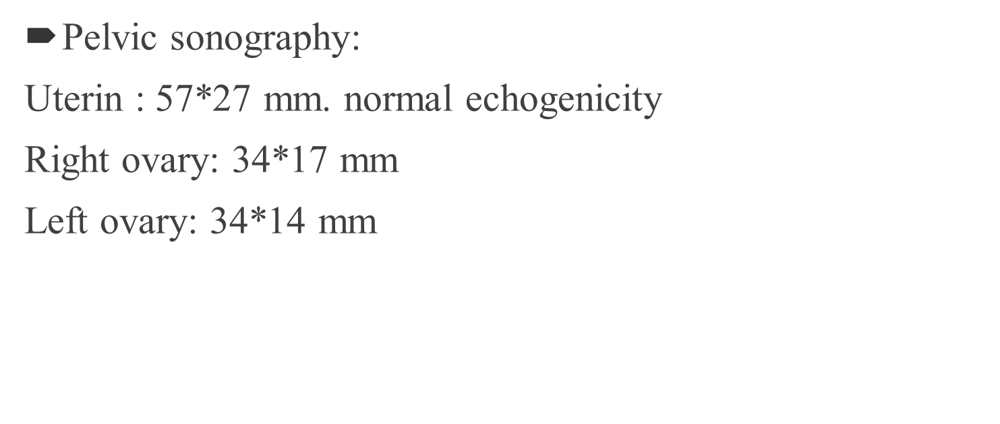 Pelvic sonography:
Uterin : 57*27 mm. normal echogenicity
Right ovary: 34*17 mm
Left ovary: 34*14 mm